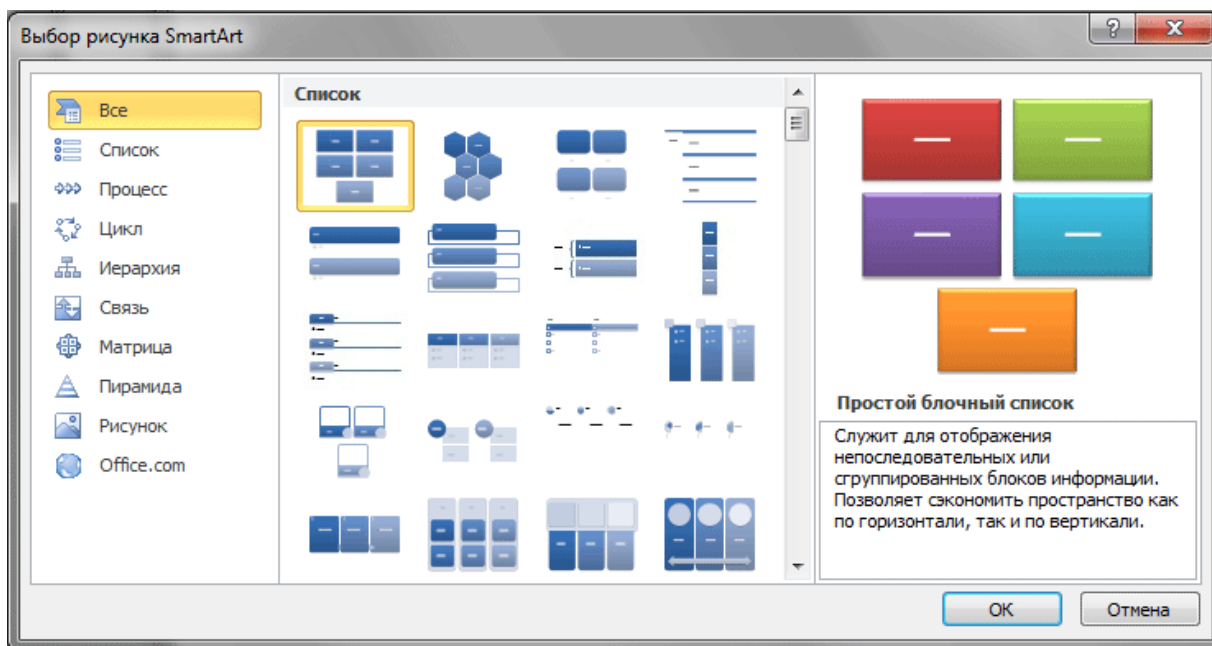 Выбор рисунка SmartArt
Все
Список
Процесс
Цикл
Иерархия
Связь
Матрица
Пирамида
Рисунок
Office.com
Список
Простой блочный список
Служит для отображения
непоследовательных или
сгруппированных блоков информации.
Позволяет сэкономить пространство как
по горизонтали, так и по вертикали.
ОК
Отмена